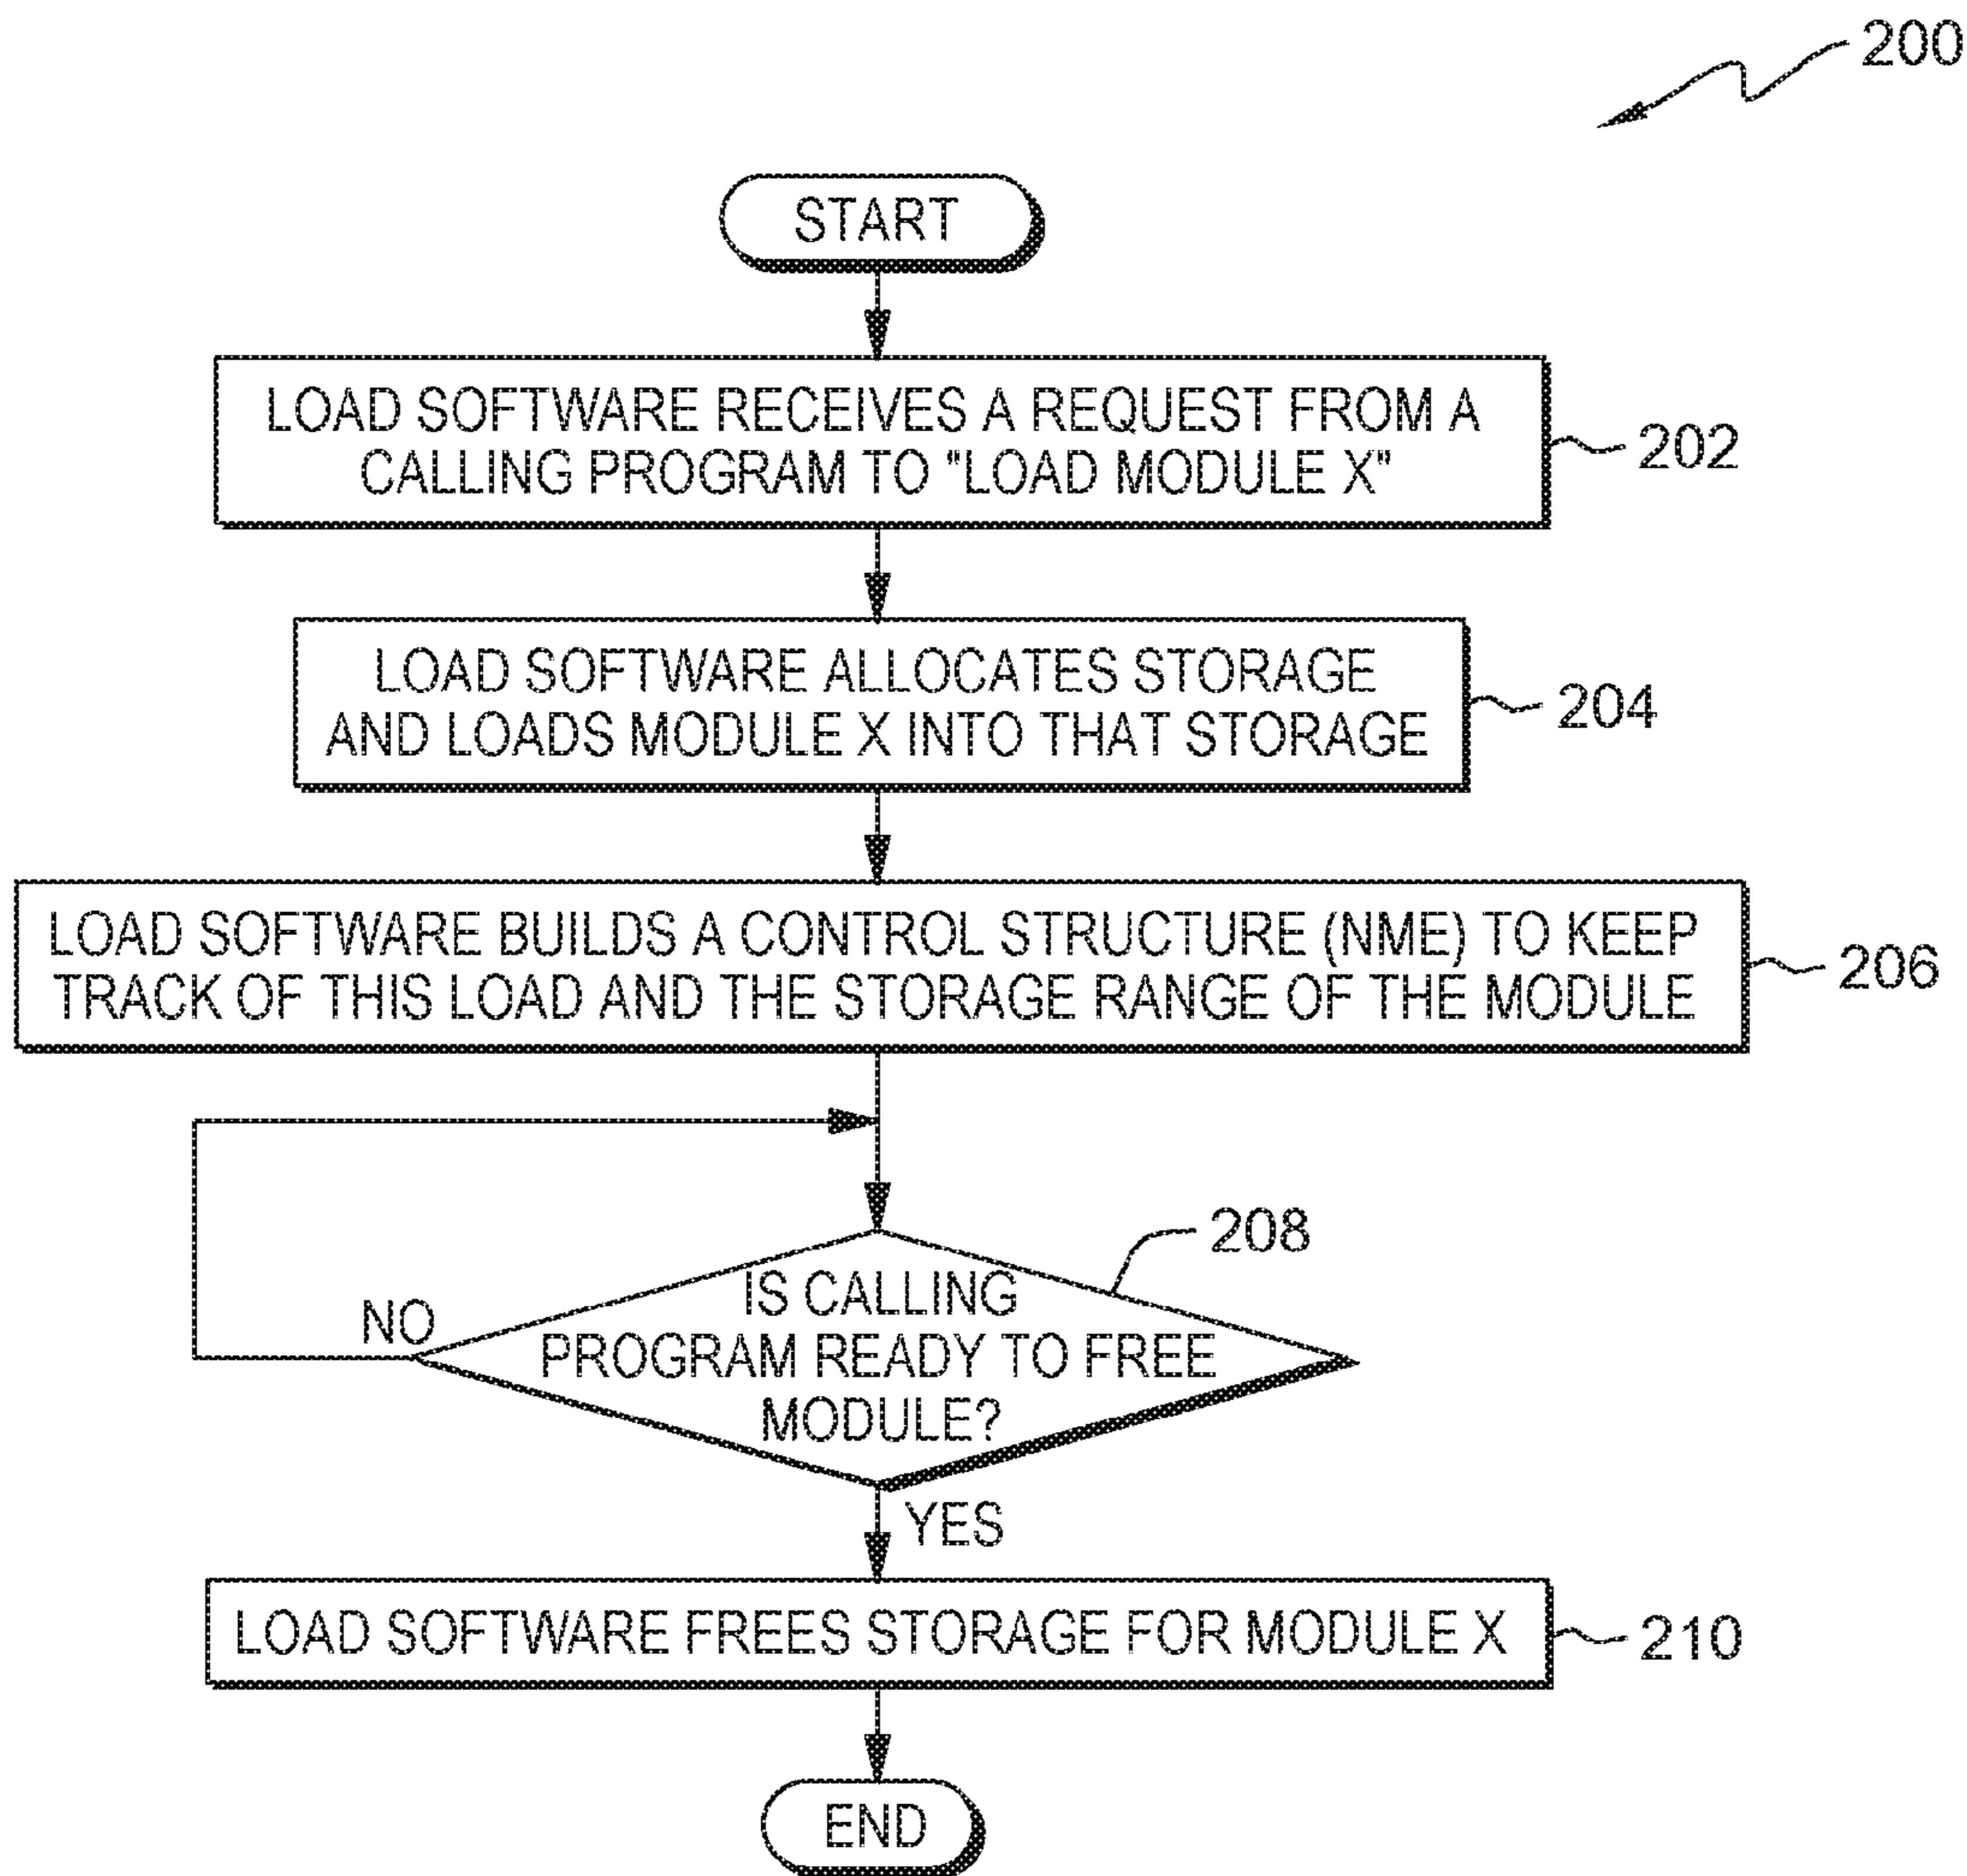 200
START
LOAD SOFTWARE RECEIVES A REQUEST FROM A
CALLING PROGRAM TO "LOAD MODULE X"
202
LOAD SOFTWARE ALLOCATES STORAGE
AND LOADS MODULE X INTO THAT STORAGE
204
LOAD SOFTWARE BUILDS A CONTROL STRUCTURE (NME) TO KEEP
TRACK OF THIS LOAD AND THE STORAGE RANGE OF THE MODULE
206
208
IS CALLING
PROGRAM READY TO FREE
MODULE?
NO
YES
LOAD SOFTWARE FREES STORAGE FOR MODULE X
210
END